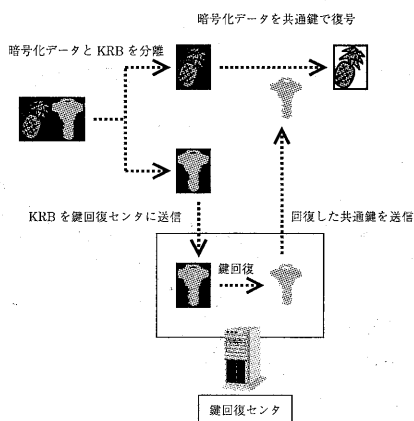 暗号化データを共通鍵で復号
暗号化データと KRB を分離
KRB を鍵回復センタに送信
回復した共通鍵を送信
鍵回復
鍵回復センタ